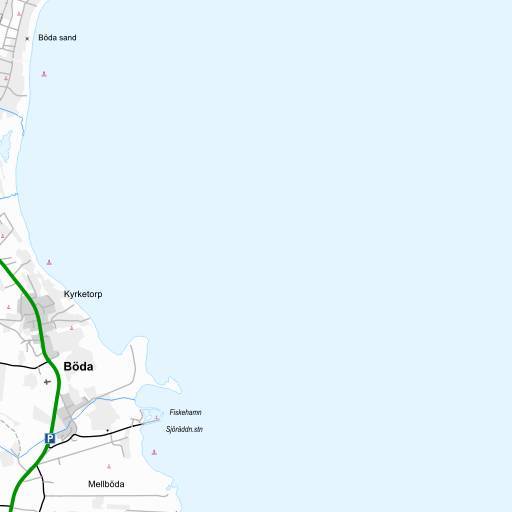 Böda sand
Kyrketorp
Böda
Fiskehamn
Sjöräddn.stn
P
Mellböda